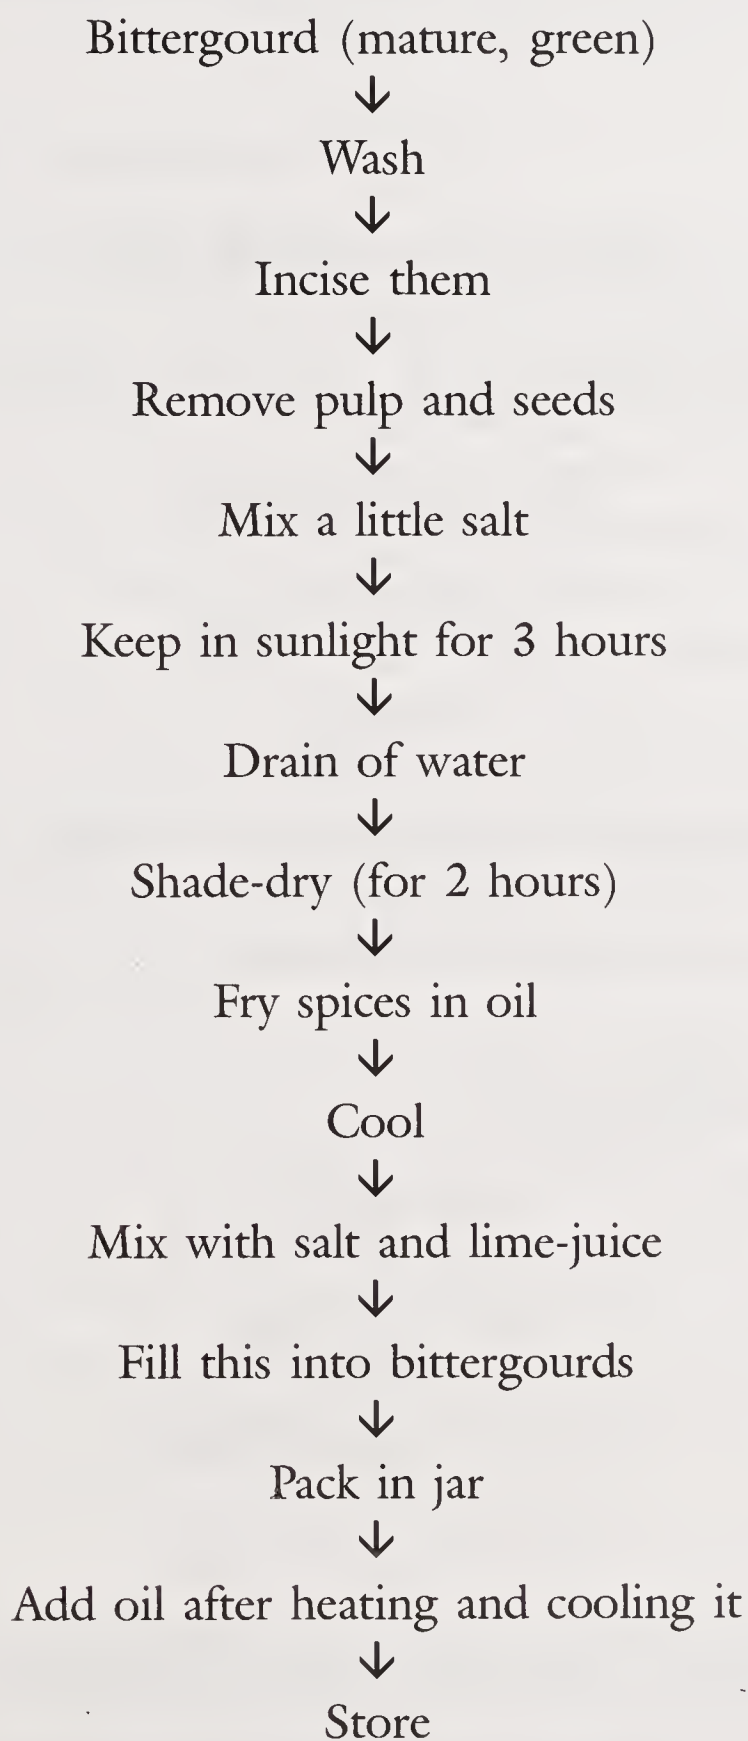 Bittergourd (mature, green)
↓
Wash
↓
Incise them
↓
Remove pulp and seeds
↓
Mix a little salt
↓
Keep in sunlight for 3 hours
↓
Drain of water
↓
Shade-dry (for 2 hours)
↓
Fry spices in oil
↓
Cool
↓
Mix with salt and lime-juice
↓
Fill this into bittergourds
↓
Pack in jar
↓
Add oil after heating and cooling it
↓
Store